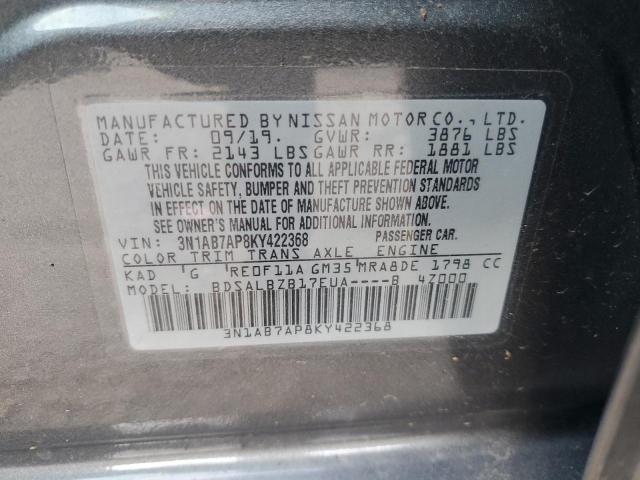 MANUFACTURED BY NISSAN MOTOR CO., LTD.
DATE: 09/19. GVWR: 3876 LBS
GAWR FR: 2143 LBS GAWR RR: 1881 LBS
THIS VEHICLE CONFORMS TO ALL APPLICABLE FEDERAL MOTOR
VEHICLE SAFETY, BUMPER AND THEFT PREVENTION STANDARDS
IN EFFECT ON THE DATE OF MANUFACTURE SHOWN ABOVE.
SEE OWNER'S MANUAL FOR ADDITIONAL INFORMATION.
VIN: 3N1AB7AP8KY422368 PASSENGER CAR.
COLOR TRIM TRANS AXLE ENGINE
KAD G RE0F11A GM35 MRA8DE 1798 CC
MODEL: BDSALBZB17EUA----B 4Z000
3N1AB7AP8KY422368